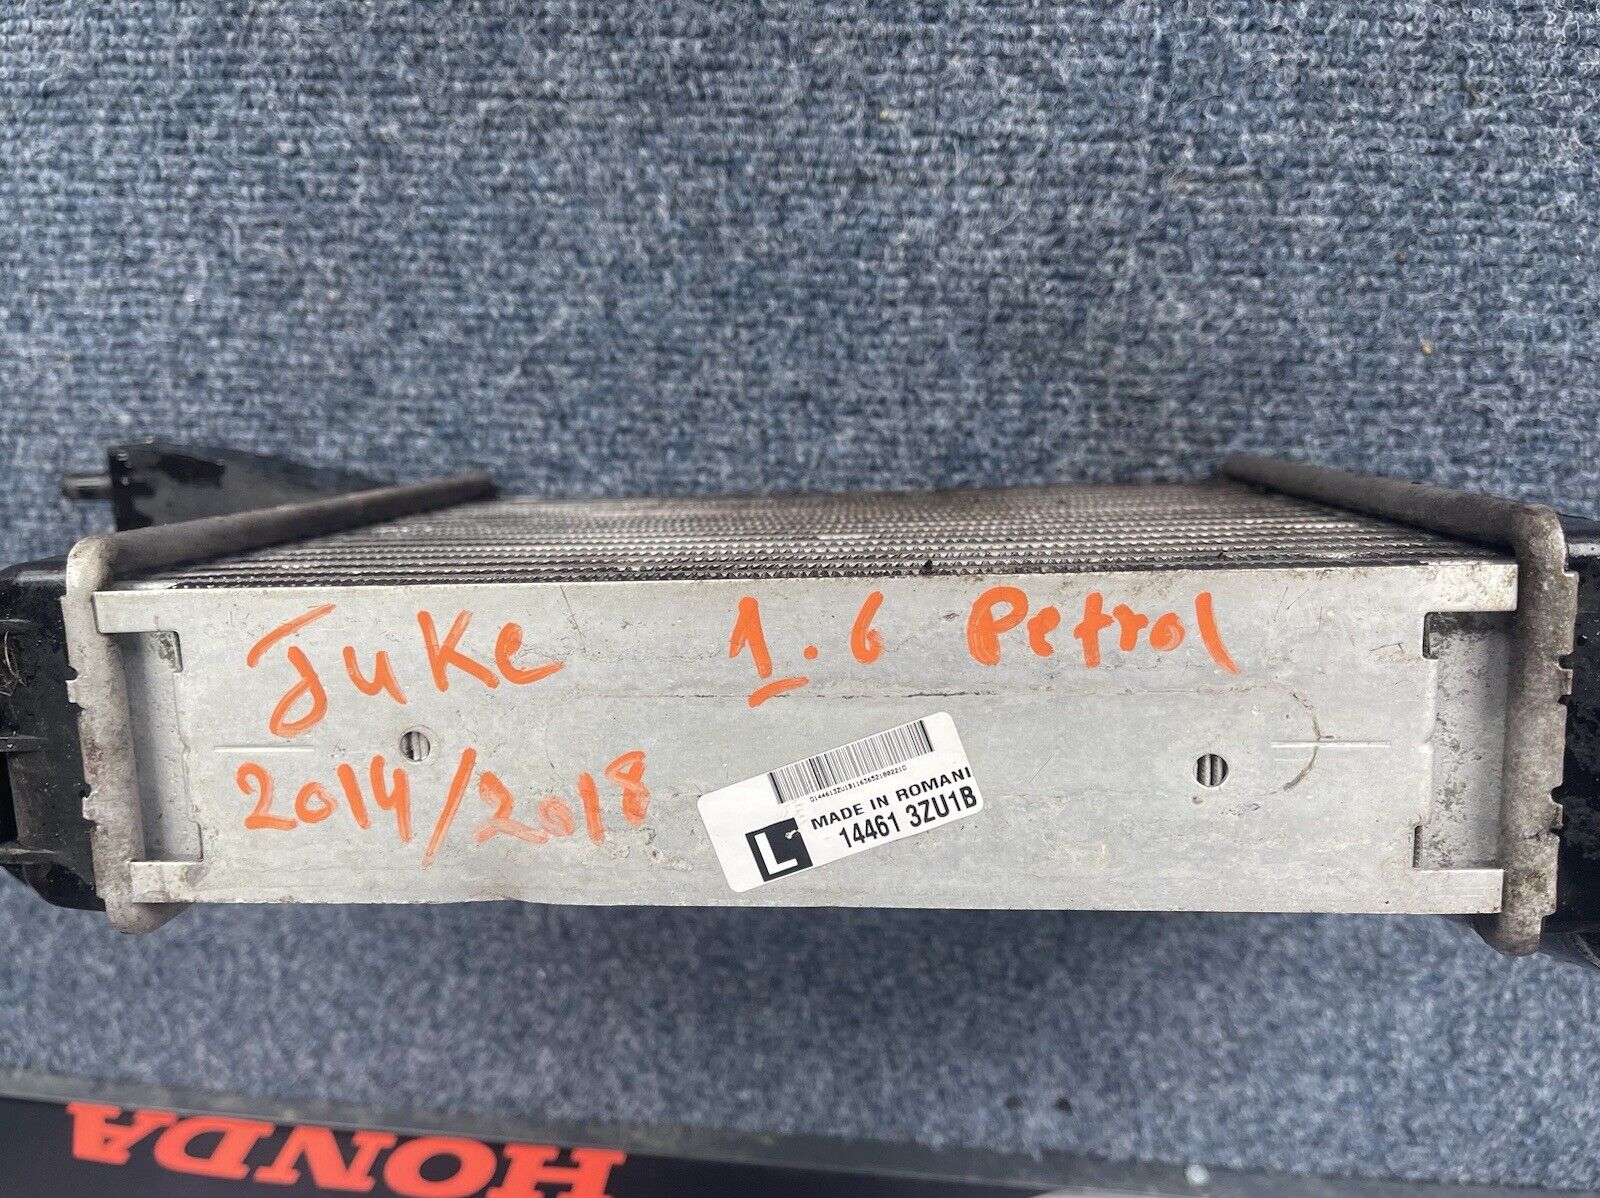 Juke 1.6 Petrol
2014/2018
MADE IN ROMANI
L 14461 3ZU1B
HONDA